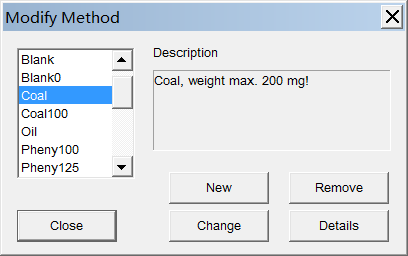 Modify Method
Blank
Blank0
Coal
Coal100
Oil
Pheny100
Pheny125
Description
Coal, weight max. 200 mg!
New
Remove
Close
Change
Details